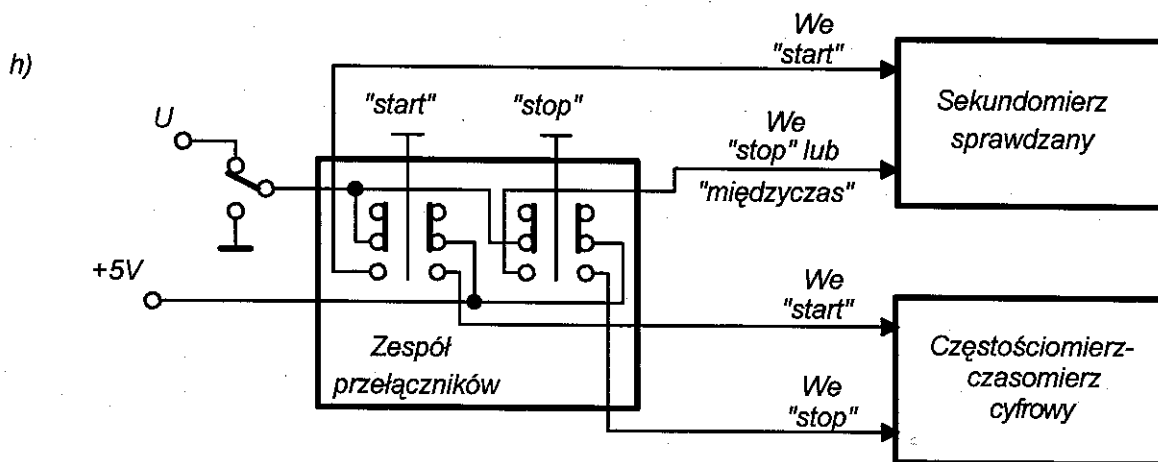 h)
U
+5V
"start"
"stop"
Zespół
przełączników
We
"start"
We
"stop" lub
"międzyczas"
Sekundomierz
sprawdzany
We
"start"
We
"stop"
Częstościomierz-
czasomierz
cyfrowy